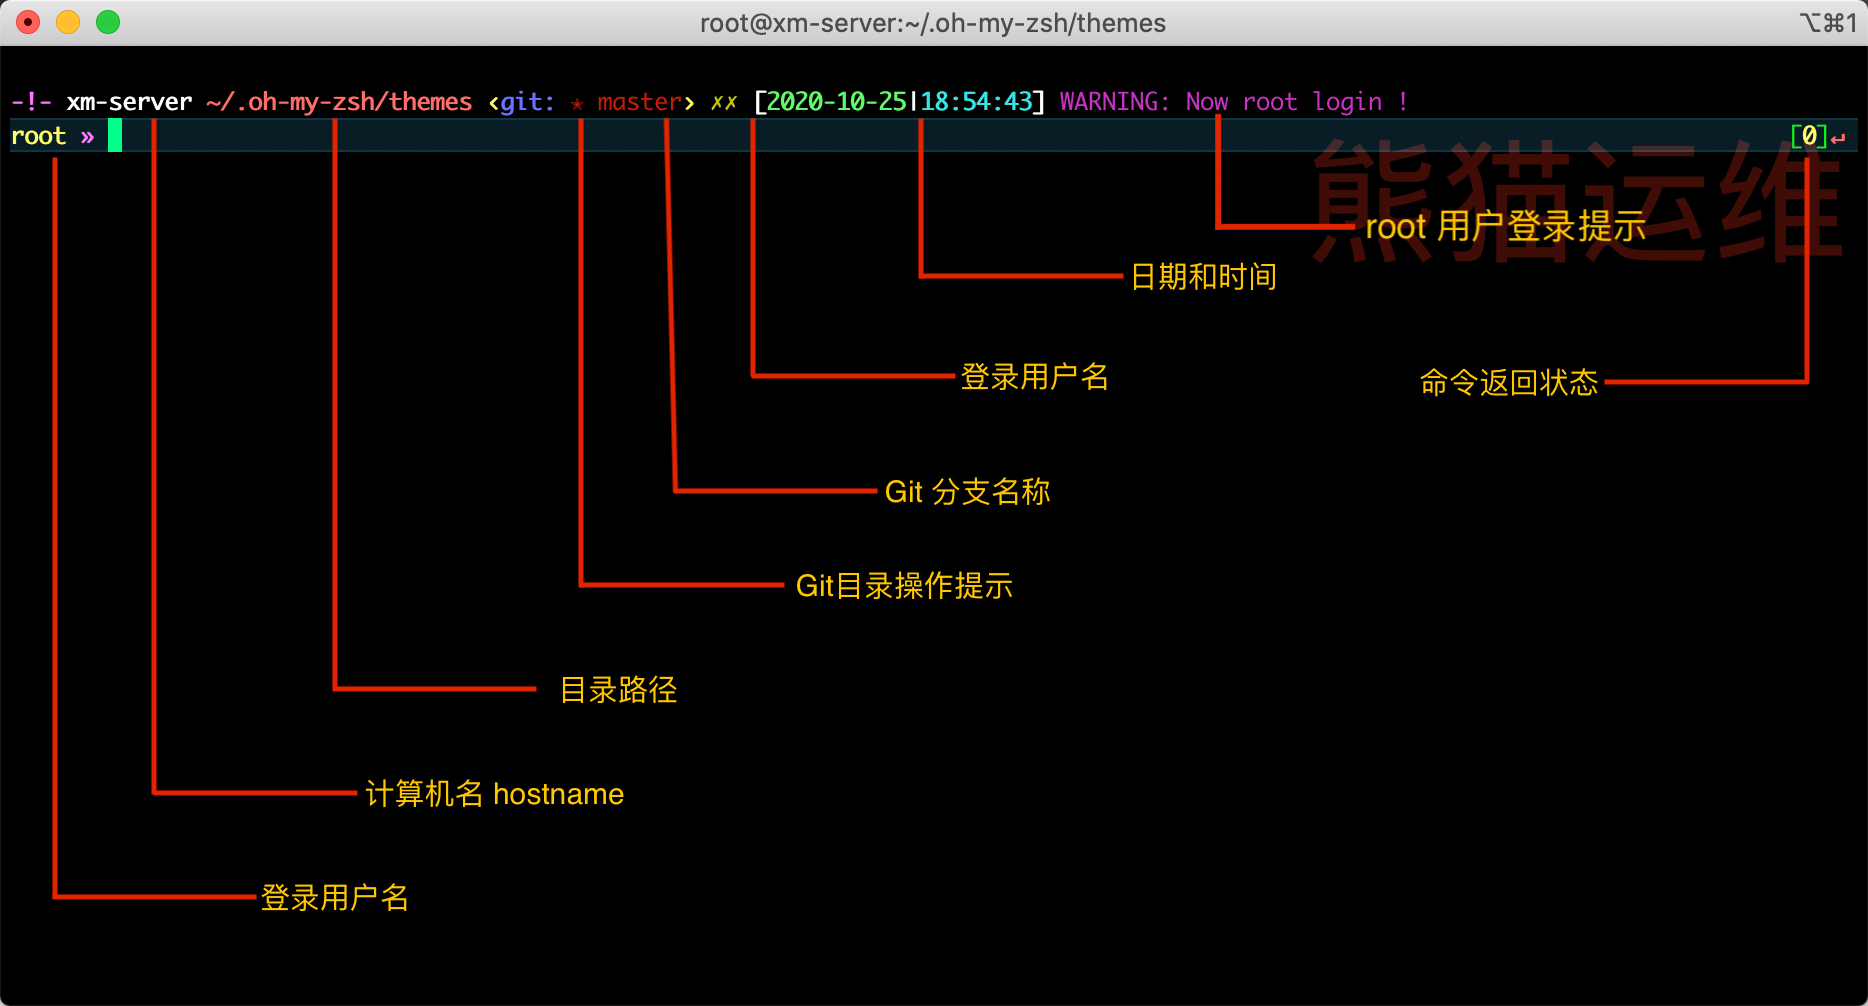 root@xm-server:~/.oh-my-zsh/themes ⌥⌘1
-!- xm-server ~/.oh-my-zsh/themes ‹git: ★ master› ✗✗ [2020-10-25|18:54:43] WARNING: Now root login !
root » [0]↵
熊猫运维
root 用户登录提示
日期和时间
登录用户名
命令返回状态
Git 分支名称
Git目录操作提示
目录路径
计算机名 hostname
登录用户名